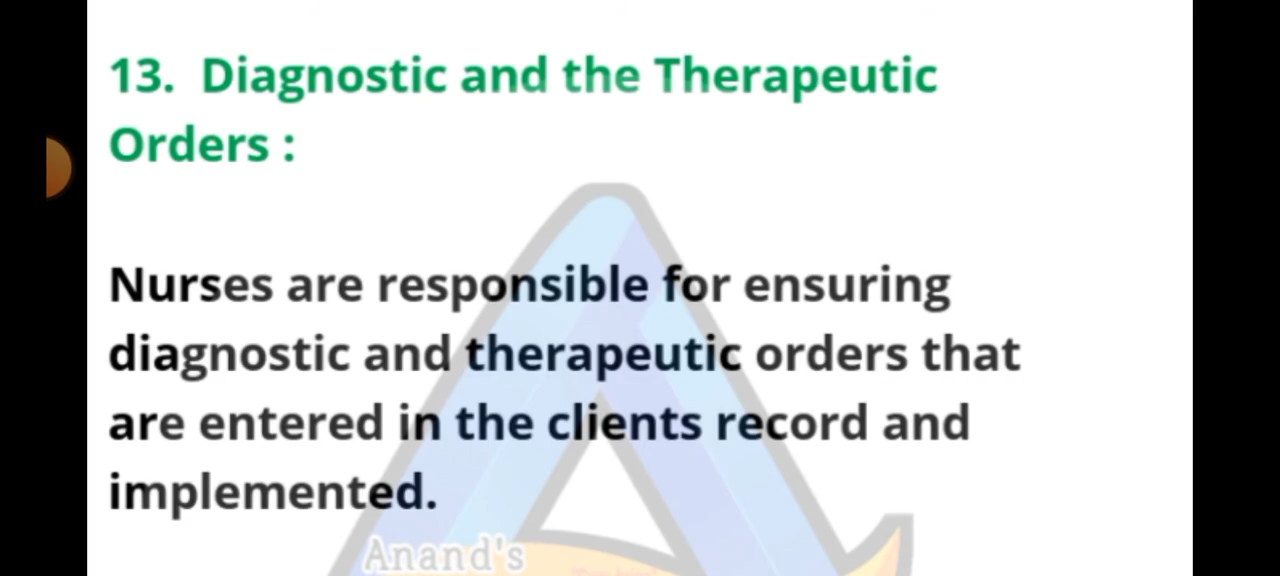 13. Diagnostic and the Therapeutic
Orders :
Nurses are responsible for ensuring
diagnostic and therapeutic orders that
are entered in the clients record and
implemented.
Anand's